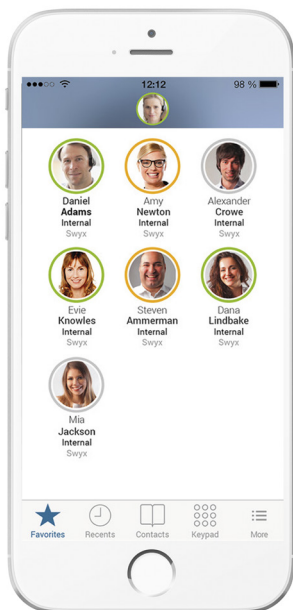 12:12
98 %
Daniel
Adams
Internal
Swyx
Amy
Newton
Internal
Swyx
Alexander
Crowe
Internal
Swyx
Evie
Knowles
Internal
Swyx
Steven
Ammerman
Internal
Swyx
Dana
Lindbake
Internal
Swyx
Mia
Jackson
Internal
Swyx
Favorites
Recents
Contacts
Keypad
More